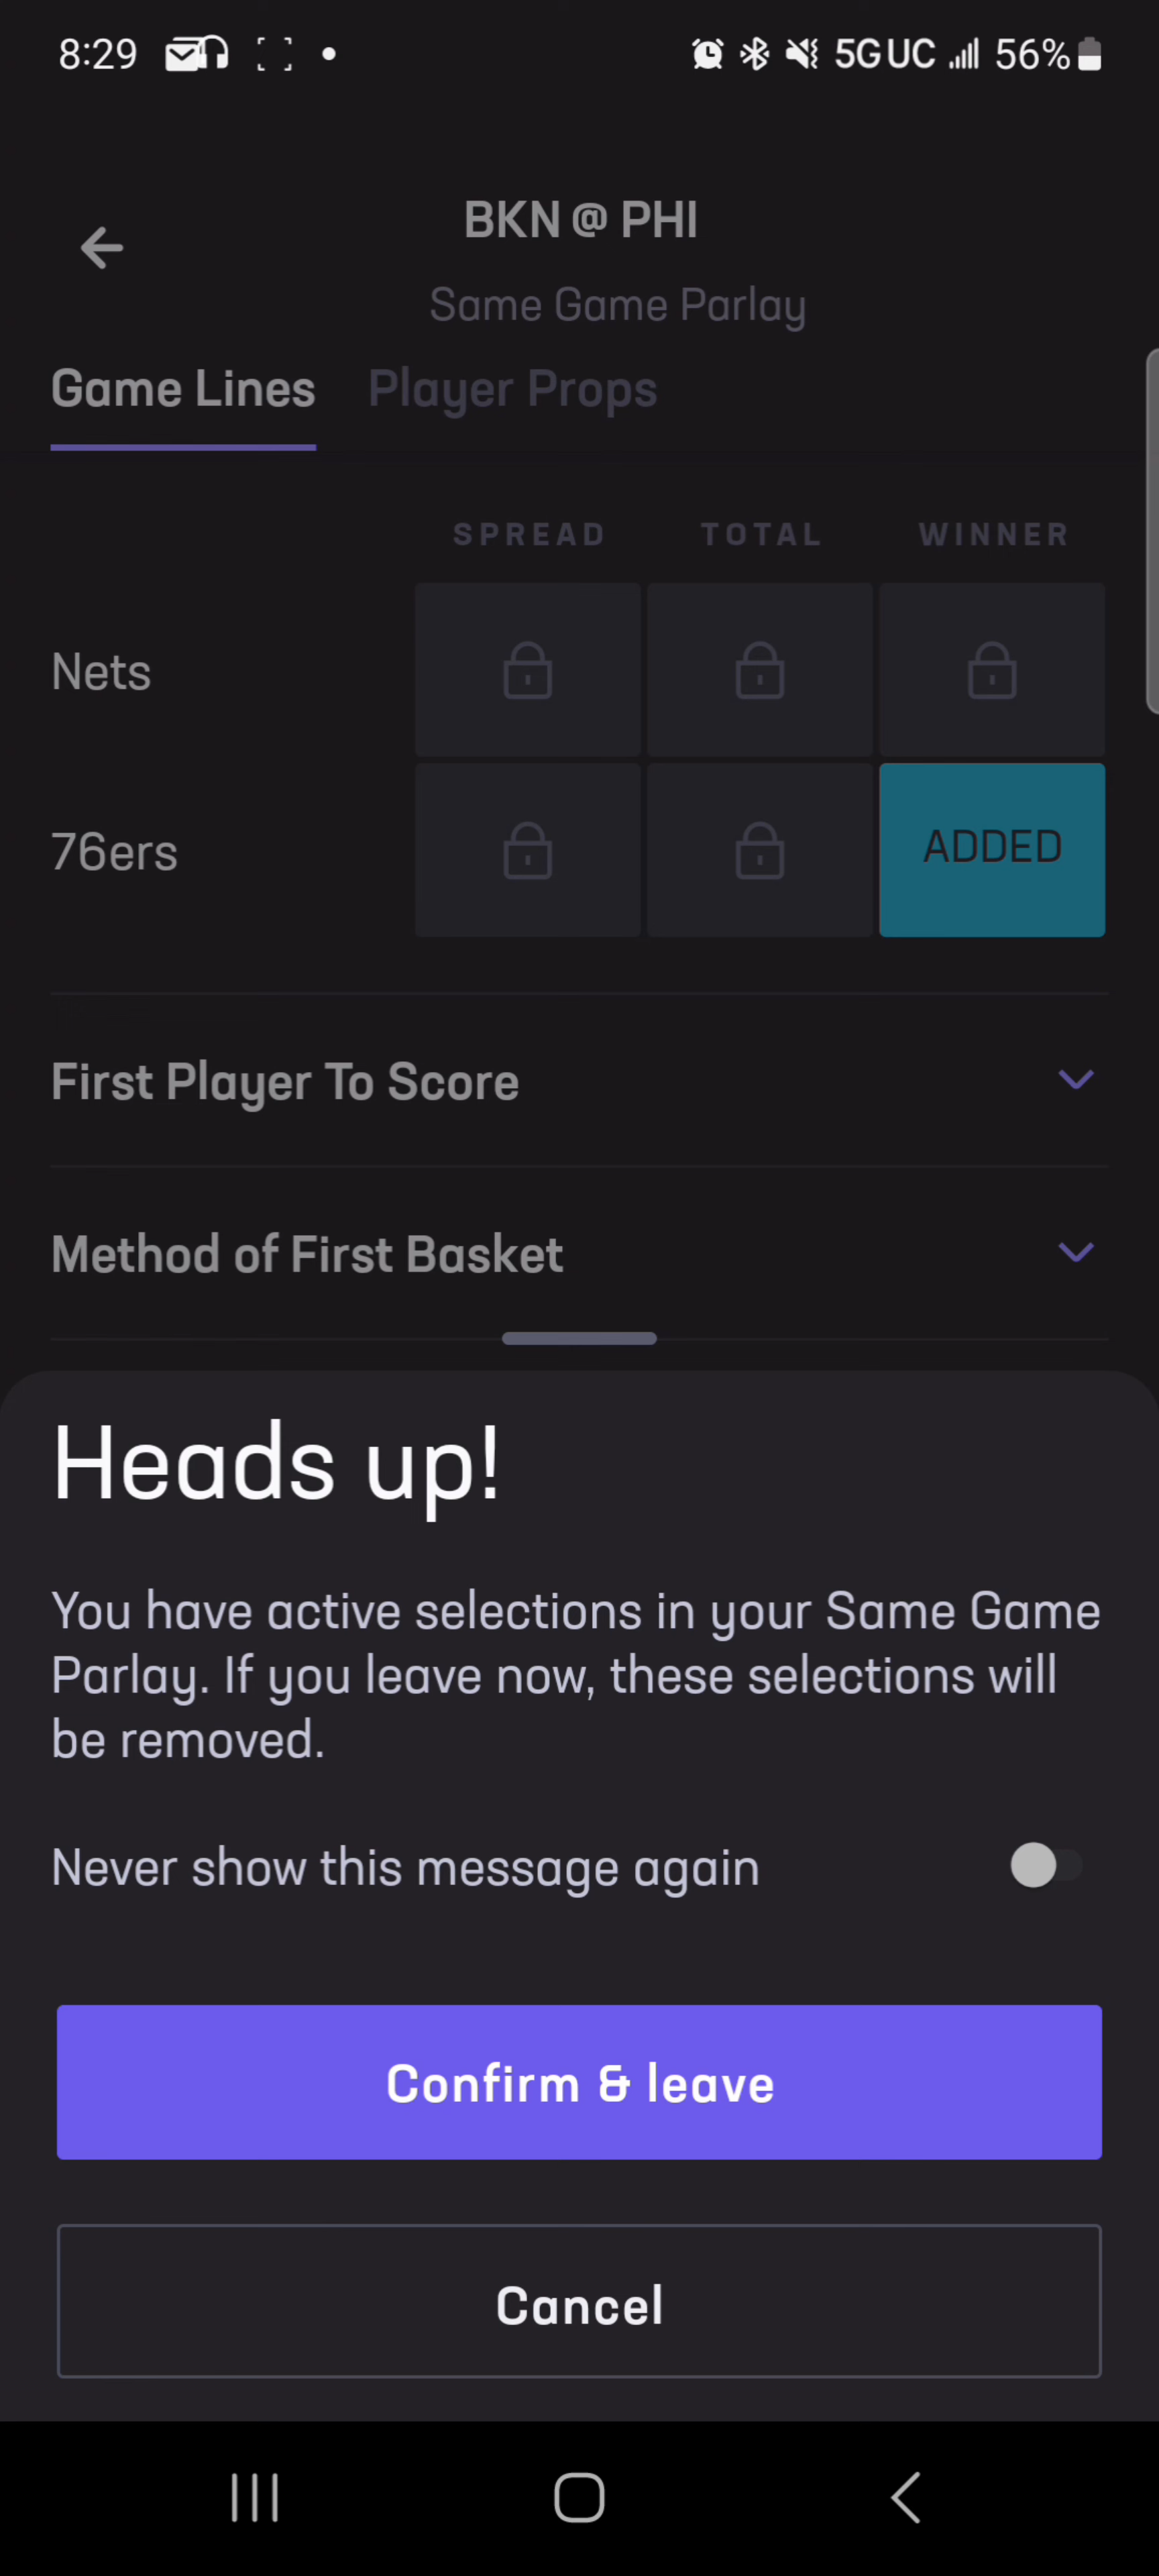 8:29
5G UC 56%
BKN @ PHI
Same Game Parlay
Game Lines Player Props
SPREAD TOTAL WINNER
Nets
76ers ADDED
First Player To Score
Method of First Basket
Heads up!
You have active selections in your Same Game
Parlay. If you leave now, these selections will
be removed.
Never show this message again
Confirm & leave
Cancel